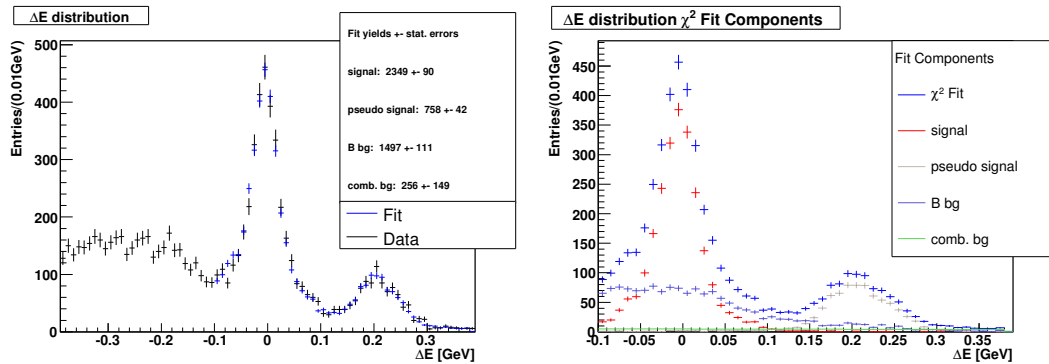 ΔE distribution
Entries/(0.01GeV)
500
400
300
200
100
0
Fit yields +- stat. errors
signal: 2349 +- 90
pseudo signal: 758 +- 42
B bg: 1497 +- 111
comb. bg: 256 +- 149
Fit
Data
-0.3 -0.2 -0.1 0 0.1 0.2 0.3
ΔE [GeV]
ΔE distribution χ² Fit Components
Entries/(0.01GeV)
450
400
350
300
250
200
150
100
50
0
Fit Components
χ² Fit
signal
pseudo signal
B bg
comb. bg
-0.1 -0.05 0 0.05 0.1 0.15 0.2 0.25 0.3 0.35
ΔE [GeV]